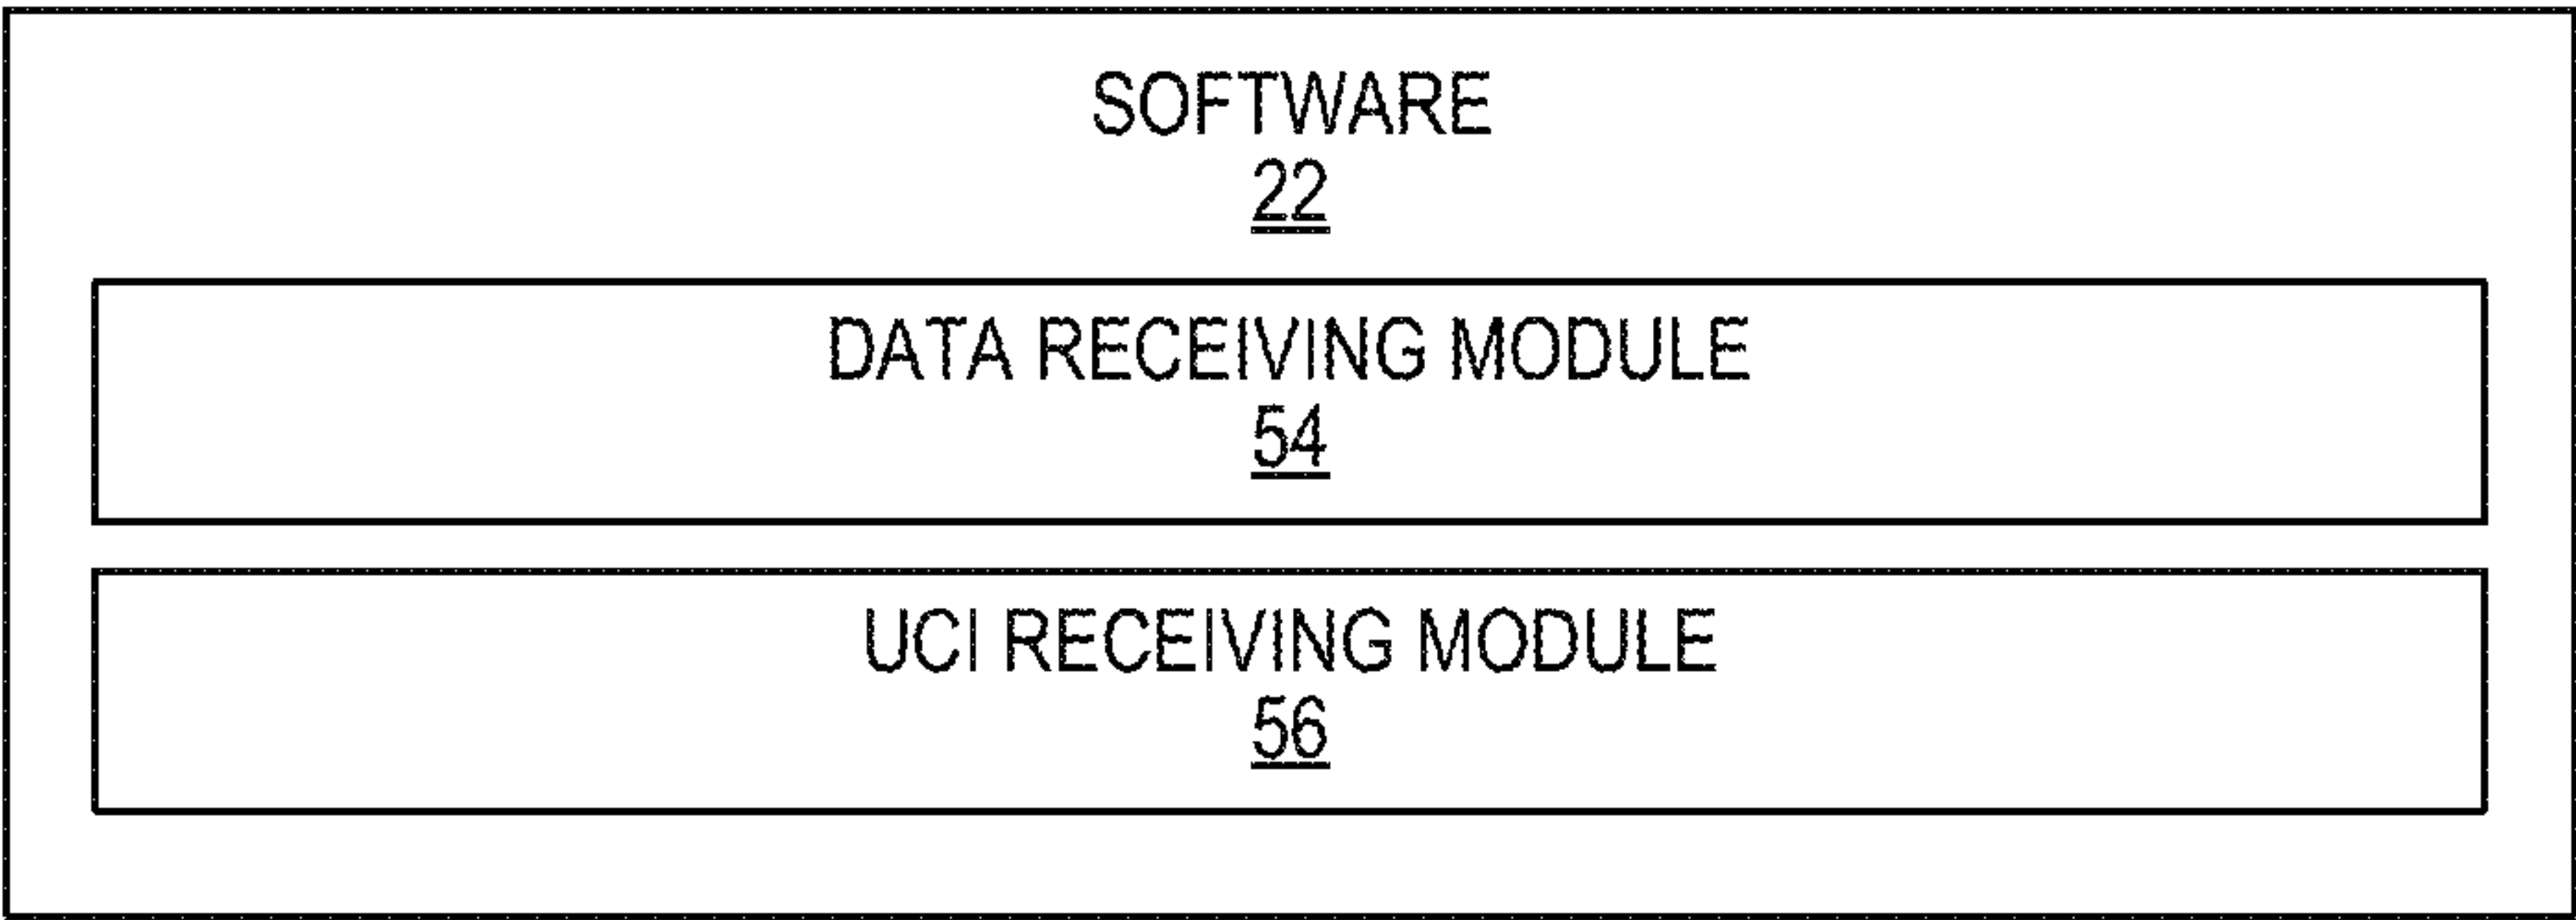 SOFTWARE
22
DATA RECEIVING MODULE
54
UCI RECEIVING MODULE
56